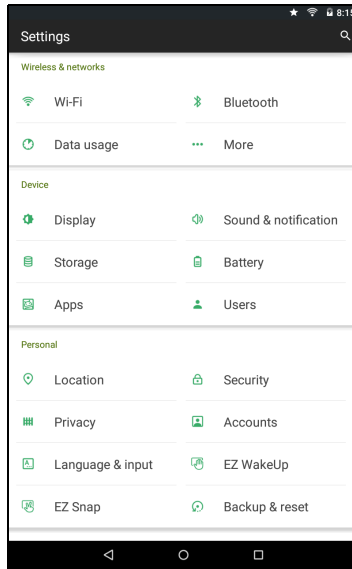 8:15
Settings
Wireless & networks
Wi-Fi
Bluetooth
Data usage
More
Device
Display
Sound & notification
Storage
Battery
Apps
Users
Personal
Location
Security
Privacy
Accounts
Language & input
EZ WakeUp
EZ Snap
Backup & reset